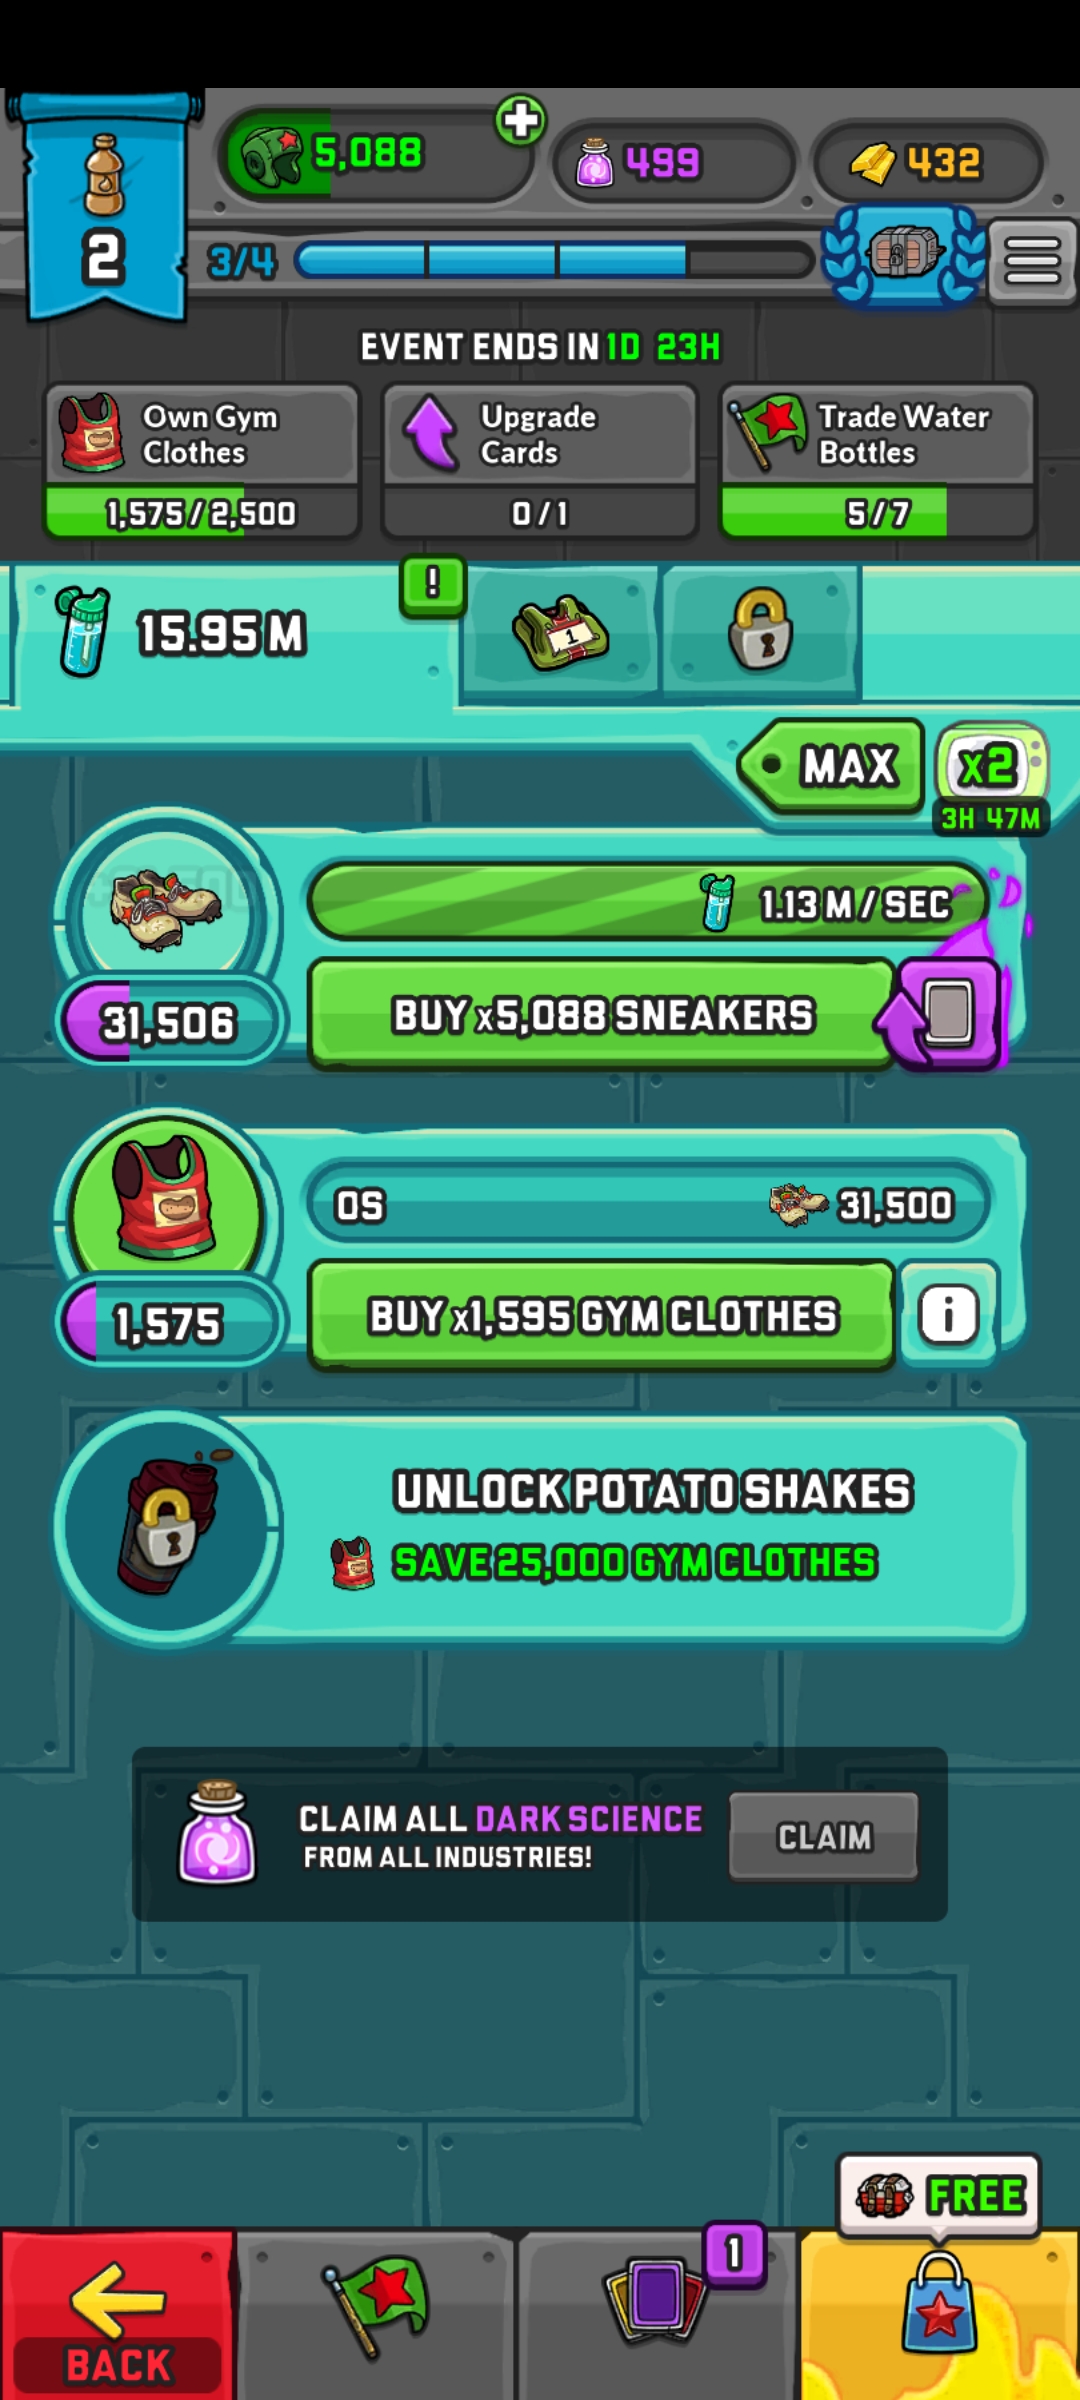 5,088
499
432
2
3/4
EVENT ENDS IN 1D 23H
Own Gym
Clothes
1,575/2,500
Upgrade
Cards
0/1
Trade Water
Bottles
5/7
15.95 M
!
1
MAX
x2
3H 47M
1.13 M / SEC
31,506
BUY x5,088 SNEAKERS
0S
31,500
1,575
BUY x1,595 GYM CLOTHES
i
UNLOCK POTATO SHAKES
SAVE 25,000 GYM CLOTHES
CLAIM ALL DARK SCIENCE
FROM ALL INDUSTRIES!
CLAIM
FREE
1
BACK